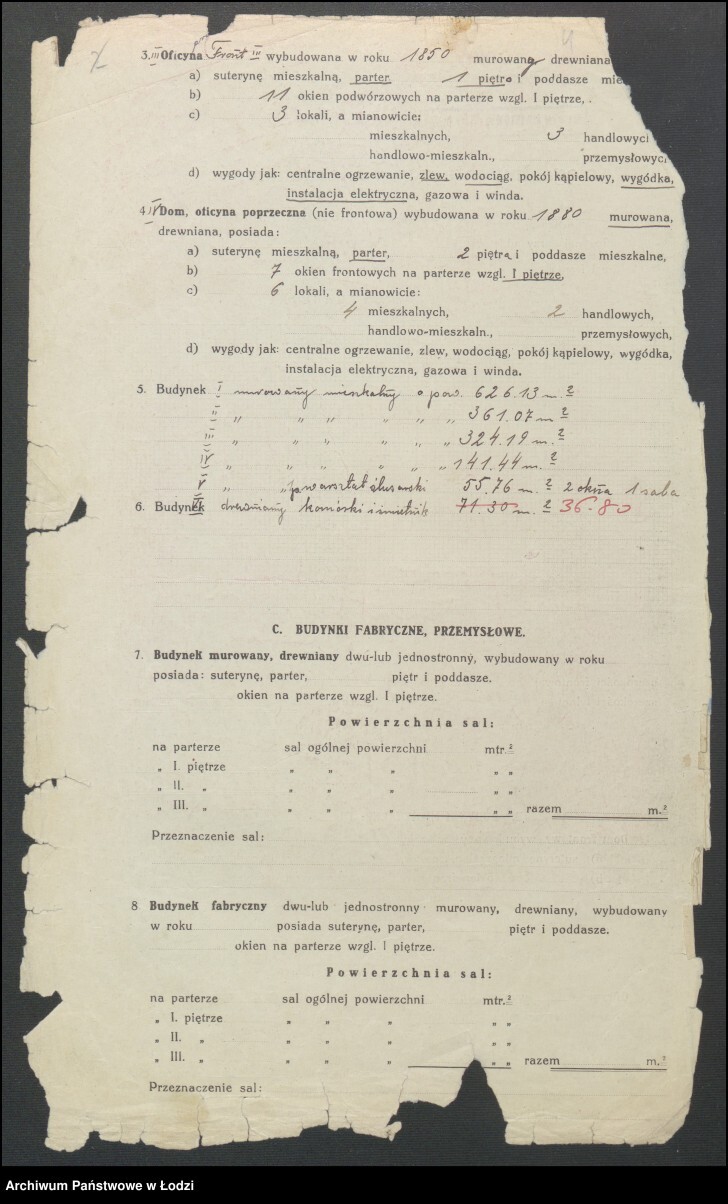 3. III Oficyna Front III wybudowana w roku 1850 murowana, drewniana
a) suterynę mieszkalną, parter, 1 piętro i poddasze mie
b) 11 okien podwórzowych na parterze wzgl. I piętrze, .
c) 3 lokali, a mianowicie:
mieszkalnych, 3 handlowyc
handlowo-mieszkaln., przemysłowyc
d) wygody jak: centralne ogrzewanie, zlew, wodociąg, pokój kąpielowy, wygódka,
instalacja elektryczna, gazowa i winda.
4 IV Dom, oficyna poprzeczna (nie frontowa) wybudowana w roku 1880 murowana,
drewniana, posiada:
a) suterynę mieszkalną, parter, 2 piętra i poddasze mieszkalne,
b) 7 okien frontowych na parterze wzgl. I piętrze,
c) 6 lokali, a mianowicie:
4 mieszkalnych, 2 handlowych,
handlowo-mieszkaln., przemysłowych,
d) wygody jak: centralne ogrzewanie, zlew, wodociąg, pokój kąpielowy, wygódka,
instalacja elektryczna, gazowa i winda.
5. Budynek I murowany mieszkalny o pow. 626.13 m.²
II " " " " " " 361.07 m²
III " " " " " " 324.19 m.²
IV " " " " " " 141.44 m.²
V " " warsztat ślusarski 55.76 m.² 2 okna 1 sala
6. Budynek VI drewniany komórki i śmietnik 71.30 m.² 36.80
C. BUDYNKI FABRYCZNE, PRZEMYSŁOWE.
7. Budynek murowany, drewniany dwu-lub jednostronny, wybudowany w roku
posiada: suterynę, parter, piętr i poddasze.
okien na parterze wzgl. I piętrze.
Powierzchnia sal:
na parterze sal ogólnej powierzchni mtr.²
„ I. piętrze „ „ „ „ „
„ II. „ „ „ „ „ „
„ III. „ „ „ „ „ „ razem m.²
Przeznaczenie sal:
8 Budynek fabryczny dwu-lub jednostronny murowany, drewniany, wybudowany
w roku posiada suterynę, parter, piętr i poddasze.
okien na parterze wzgl. I piętrze.
Powierzchnia sal:
na parterze sal ogólnej powierzchni mtr.²
„ I. piętrze „ „ „ „ „
„ II. „ „ „ „ „ „
„ III. „ „ „ „ „ „ razem m.²
Przeznaczenie sal:
Archiwum Państwowe w Łodzi